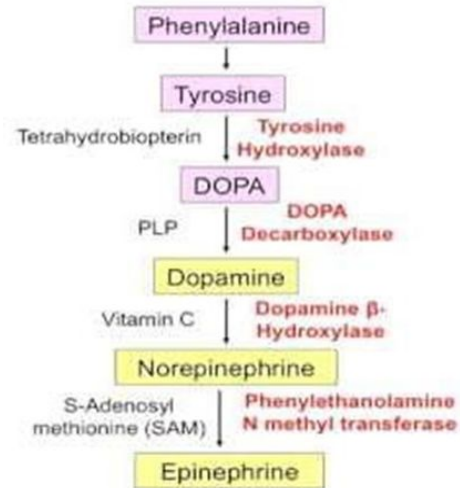 Phenylalanine
Tyrosine
Tetrahydrobiopterin
Tyrosine
Hydroxylase
DOPA
PLP
DOPA
Decarboxylase
Dopamine
Vitamin C
Dopamine β-
Hydroxylase
Norepinephrine
S-Adenosyl
methionine (SAM)
Phenylethanolamine
N methyl transferase
Epinephrine